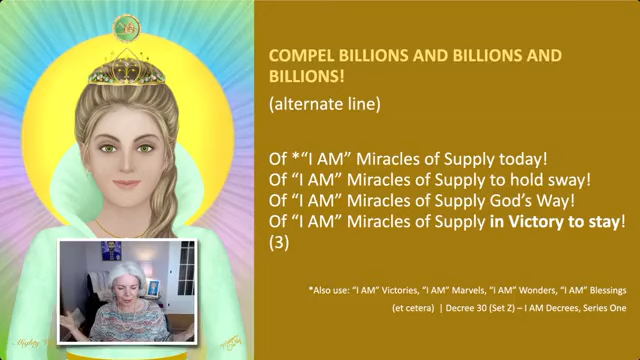 COMPEL BILLIONS AND BILLIONS AND
BILLIONS!
(alternate line)
Of *“I AM” Miracles of Supply today!
Of “I AM” Miracles of Supply to hold sway!
Of “I AM” Miracles of Supply God’s Way!
Of “I AM” Miracles of Supply in Victory to stay!
(3)
*Also use: “I AM” Victories, “I AM” Marvels, “I AM” Wonders, “I AM” Blessings
(et cetera) | Decree 30 (Set Z) – I AM Decrees, Series One
Mighty